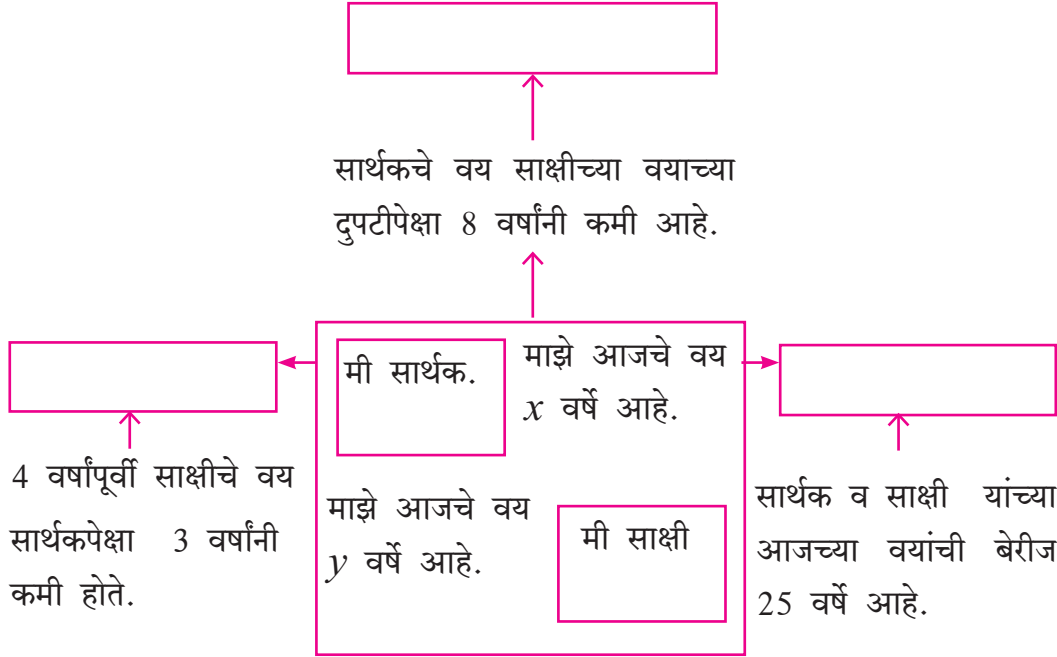 सार्थकचे वय साक्षीच्या वयाच्या
दुपटीपेक्षा 8 वर्षांनी कमी आहे.
मी सार्थक.
माझे आजचे वय
x वर्षे आहे.
4 वर्षांपूर्वी साक्षीचे वय
सार्थकपेक्षा 3 वर्षांनी
कमी होते.
माझे आजचे वय
y वर्षे आहे.
मी साक्षी
सार्थक व साक्षी यांच्या
आजच्या वयांची बेरीज
25 वर्षे आहे.